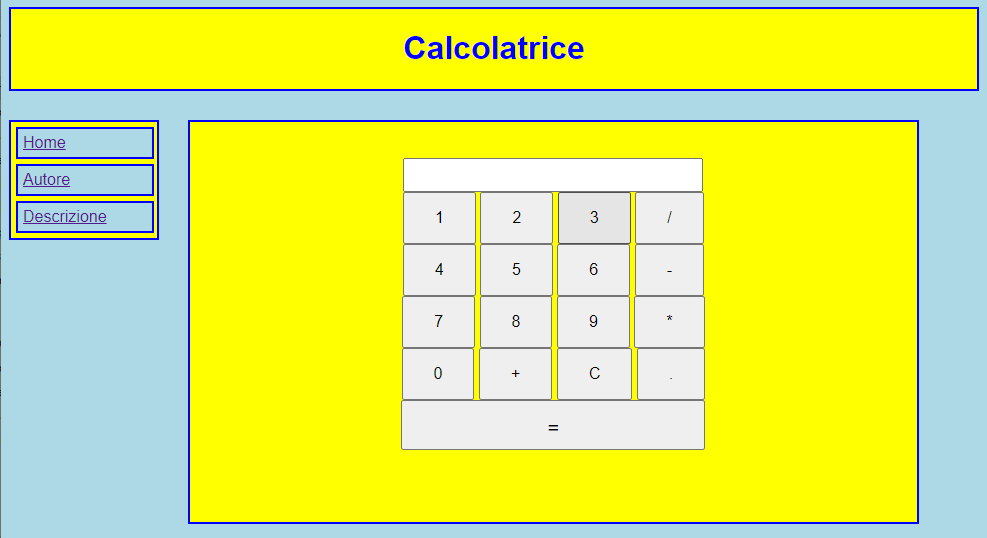 Calcolatrice
Home
Autore
Descrizione
1 2 3 /
4 5 6 -
7 8 9 *
0 + C .
=